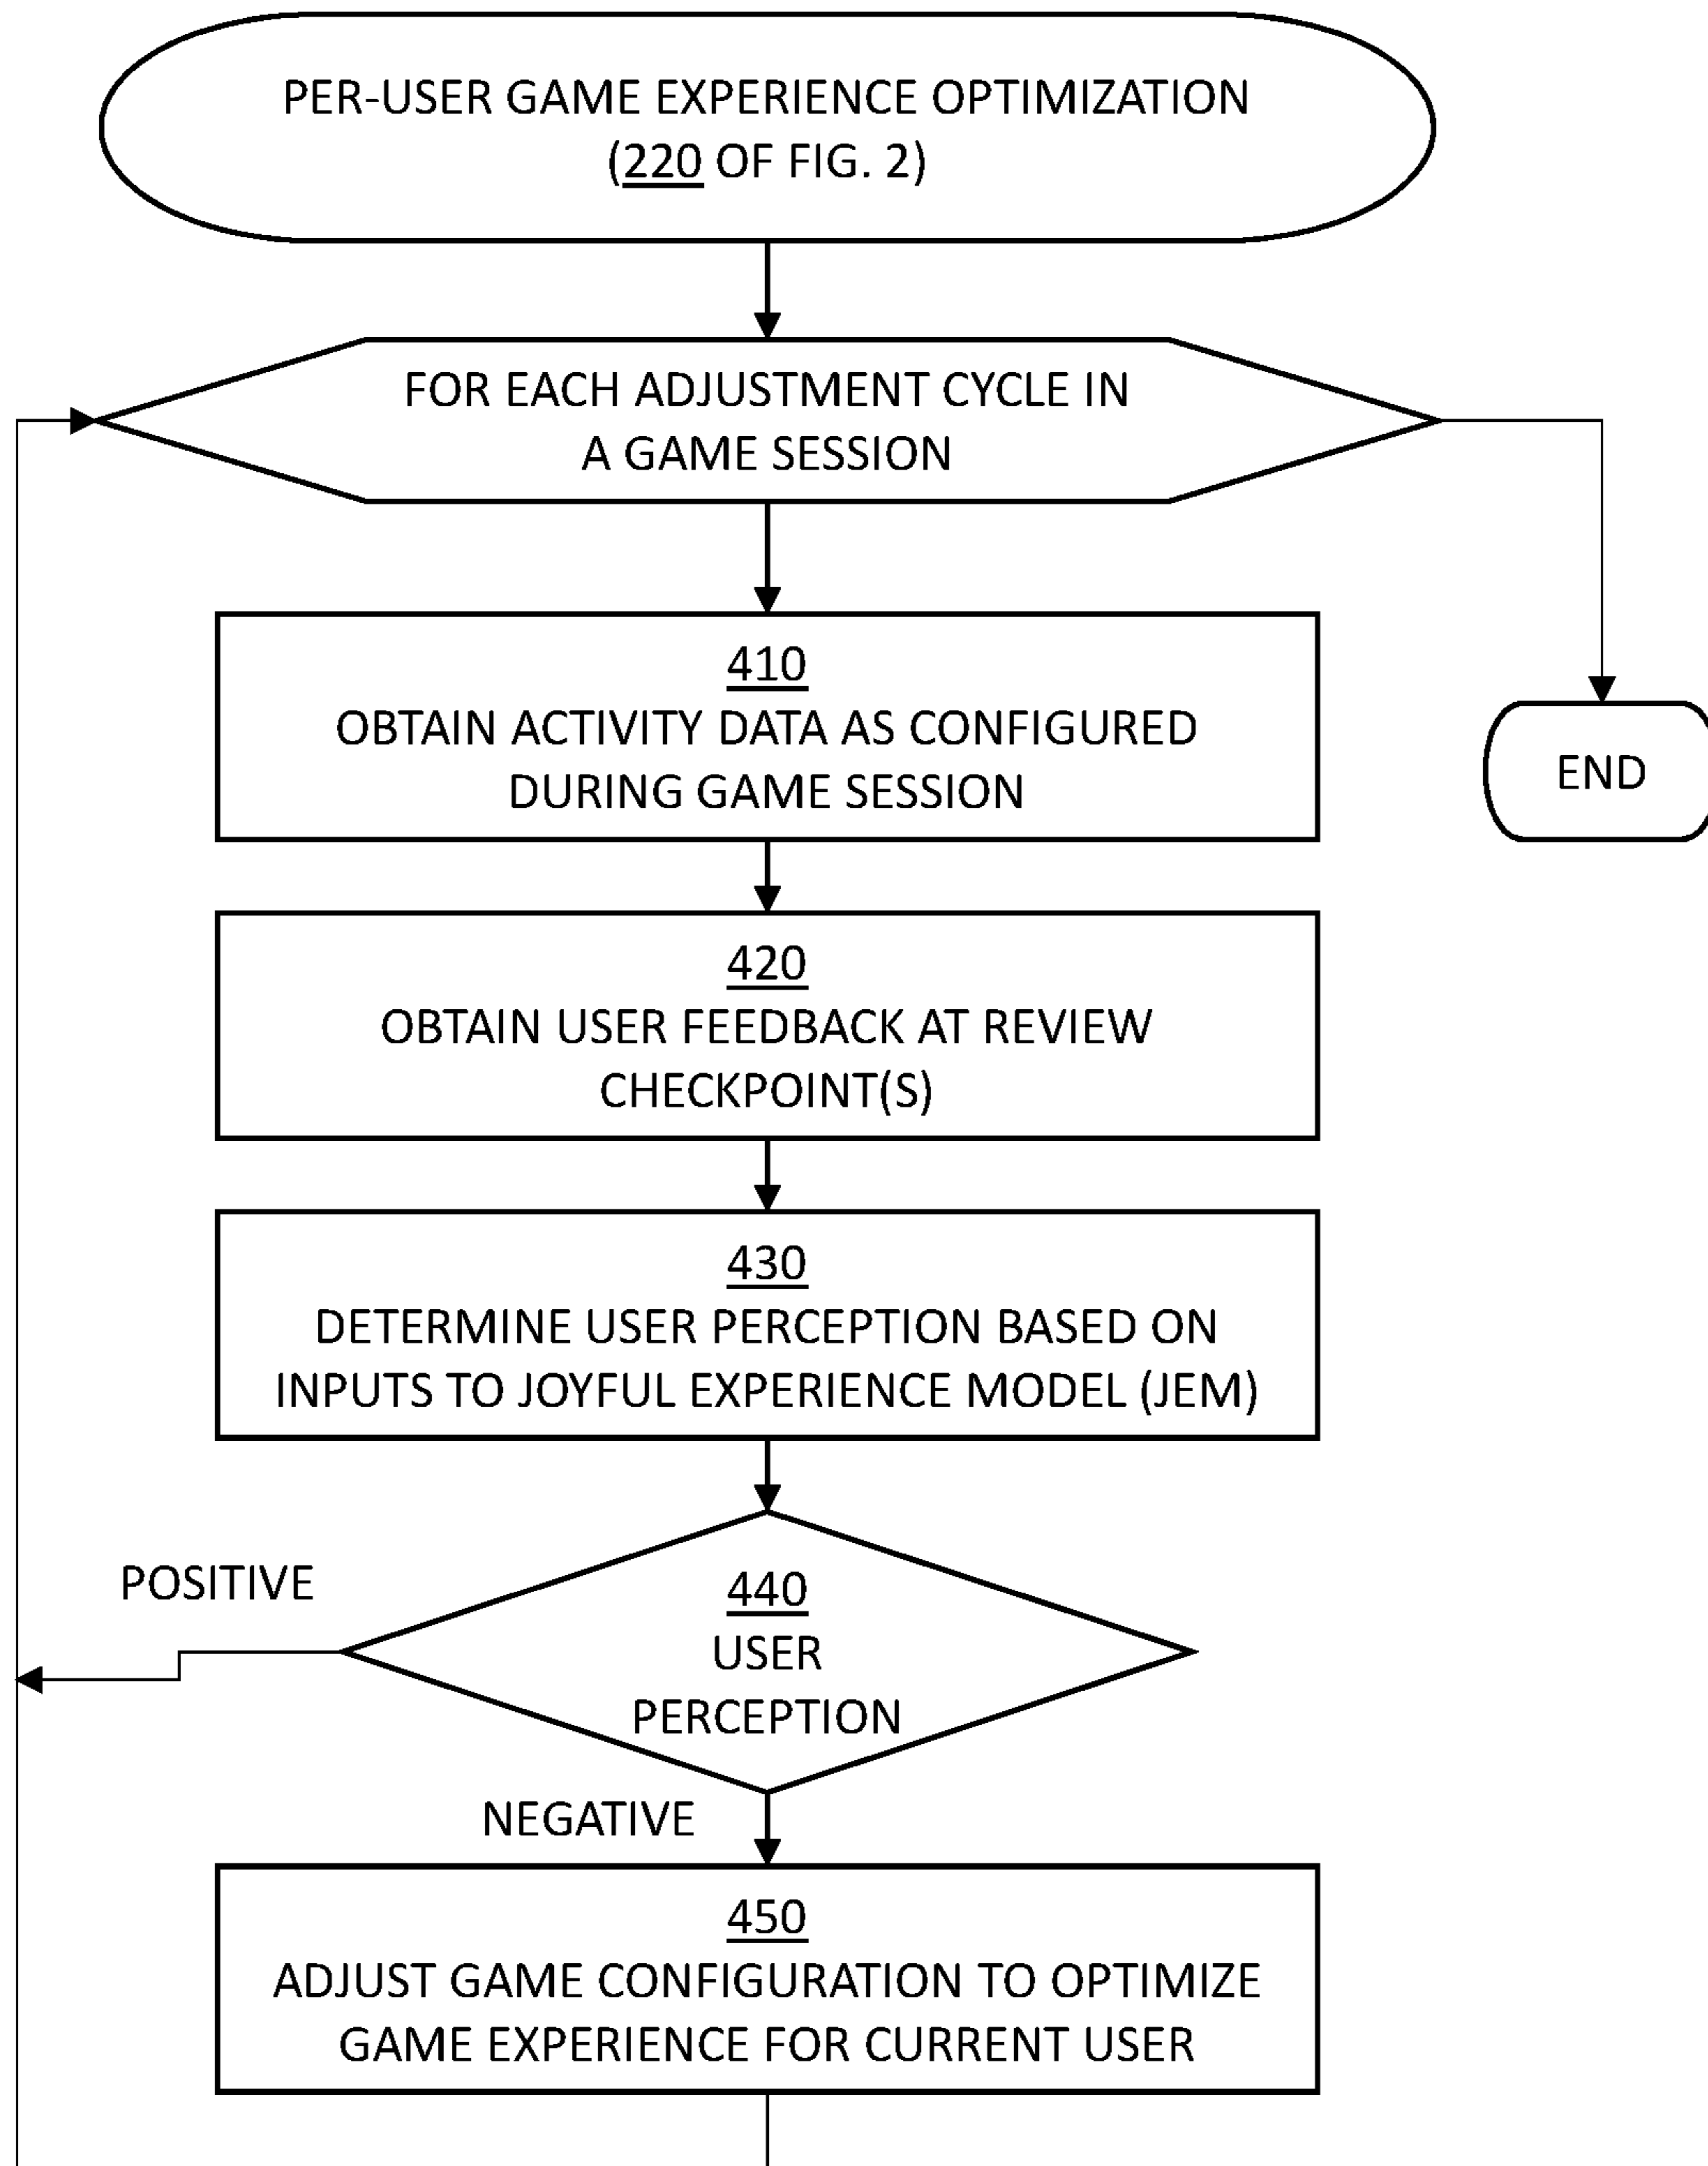 PER-USER GAME EXPERIENCE OPTIMIZATION
(220 OF FIG. 2)
FOR EACH ADJUSTMENT CYCLE IN
A GAME SESSION
410
OBTAIN ACTIVITY DATA AS CONFIGURED
DURING GAME SESSION
END
420
OBTAIN USER FEEDBACK AT REVIEW
CHECKPOINT(S)
430
DETERMINE USER PERCEPTION BASED ON
INPUTS TO JOYFUL EXPERIENCE MODEL (JEM)
POSITIVE
440
USER
PERCEPTION
NEGATIVE
450
ADJUST GAME CONFIGURATION TO OPTIMIZE
GAME EXPERIENCE FOR CURRENT USER